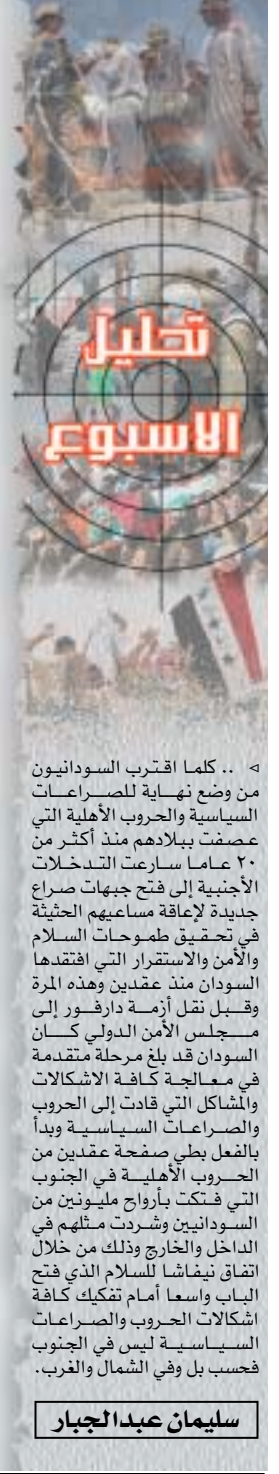 تحليل
الاسبوع
.. كلما اقترب السودانيون
من وضع نهاية للصراعات
السياسية والحروب الأهلية التي
عصفت ببلادهم منذ أكثر من
٢٠ عاما سارعت التدخلات
الأجنبية إلى فتح جبهات صراع
جديدة لإعاقة مساعيهم الحثيثة
في تحقيق طموحات السلام
والأمن والاستقرار التي افتقدها
السودان منذ عقدين وهذه المرة
وقبل نقل أزمة دارفور إلى
مجلس الأمن الدولي كان
السودان قد بلغ مرحلة متقدمة
في معالجة كافة الاشكالات
والمشاكل التي قادت إلى الحروب
والصراعات السياسية وبدأ
بالفعل بطي صفحة عقدين من
الحروب الأهلية في الجنوب
التي فتكت بأرواح مليونين من
السودانيين وشردت مثلهم في
الداخل والخارج وذلك من خلال
اتفاق نيفاشا للسلام الذي فتح
الباب واسعا أمام تفكيك كافة
اشكالات الحروب والصراعات
السياسية ليس في الجنوب
فحسب بل وفي الشمال والغرب.
سليمان عبدالجبار